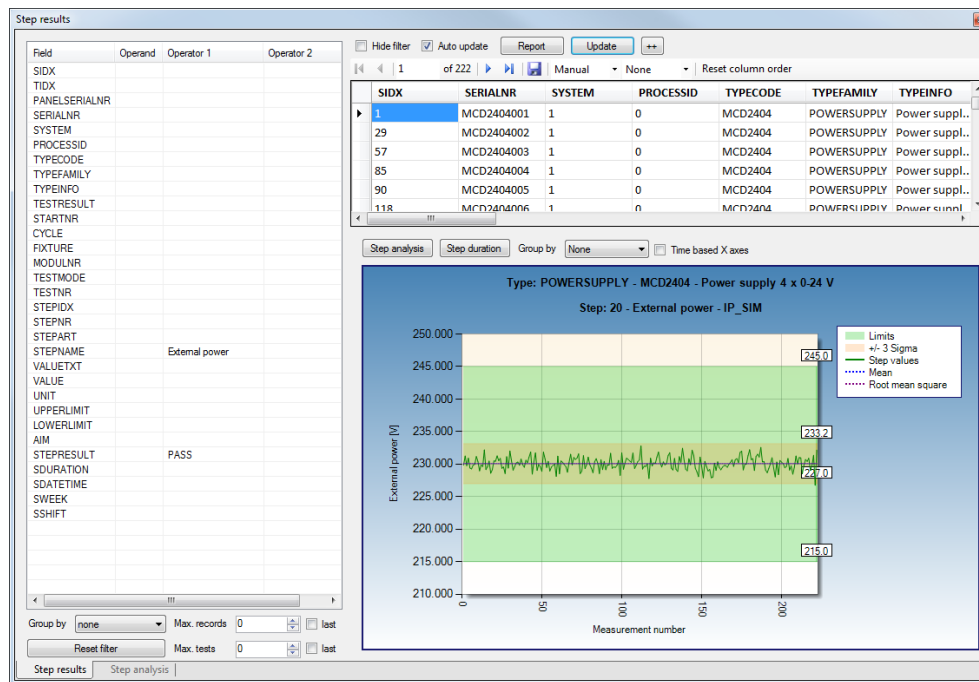 Step results
Field Operand Operator 1 Operator 2
SIDX
TIDX
PANELSERIALNR
SERIALNR
SYSTEM
PROCESSID
TYPECODE
TYPEFAMILY
TYPEINFO
TESTRESULT
STARTNR
CYCLE
FIXTURE
MODULNR
TESTMODE
TESTNR
STEPIDX
STEPNR
STEPART
STEPNAME External power
VALUETXT
VALUE
UNIT
UPPERLIMIT
LOWERLIMIT
AIM
STEPRESULT PASS
SDURATION
SDATETIME
SWEEK
SSHIFT
Group by none Max. records 0 last
Reset filter Max. tests 0 last
Step results Step analysis
Hide filter Auto update Report Update ++
1 of 222 Manual None Reset column order
SIDX SERIALNR SYSTEM PROCESSID TYPECODE TYPEFAMILY TYPEINFO
1 MCD2404001 1 0 MCD2404 POWERSUPPLY Power suppl..
29 MCD2404002 1 0 MCD2404 POWERSUPPLY Power suppl..
57 MCD2404003 1 0 MCD2404 POWERSUPPLY Power suppl..
85 MCD2404004 1 0 MCD2404 POWERSUPPLY Power suppl..
90 MCD2404005 1 0 MCD2404 POWERSUPPLY Power suppl..
118 MCD2404006 1 0 MCD2404 POWERSUPPLY Power suppl..
Step analysis Step duration Group by None Time based X axes
Type: POWERSUPPLY - MCD2404 - Power supply 4 x 0-24 V
Step: 20 - External power - IP_SIM
External power [V]
250.000
245.000
240.000
235.000
230.000
225.000
220.000
215.000
210.000
245.0
233.2
227.0
215.0
0 50 100 150 200
Measurement number
Limits
+/- 3 Sigma
Step values
Mean
Root mean square